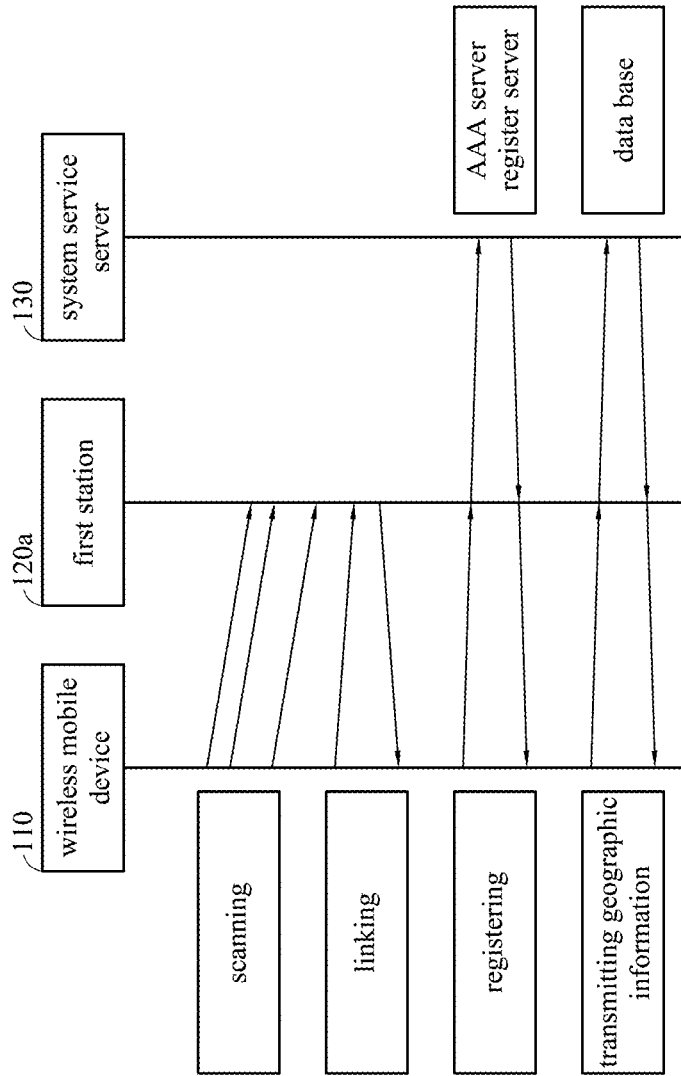 110
wireless mobile
device
120a
first station
130
system service
server
scanning
linking
registering
AAA server
register server
transmitting geographic
information
data base